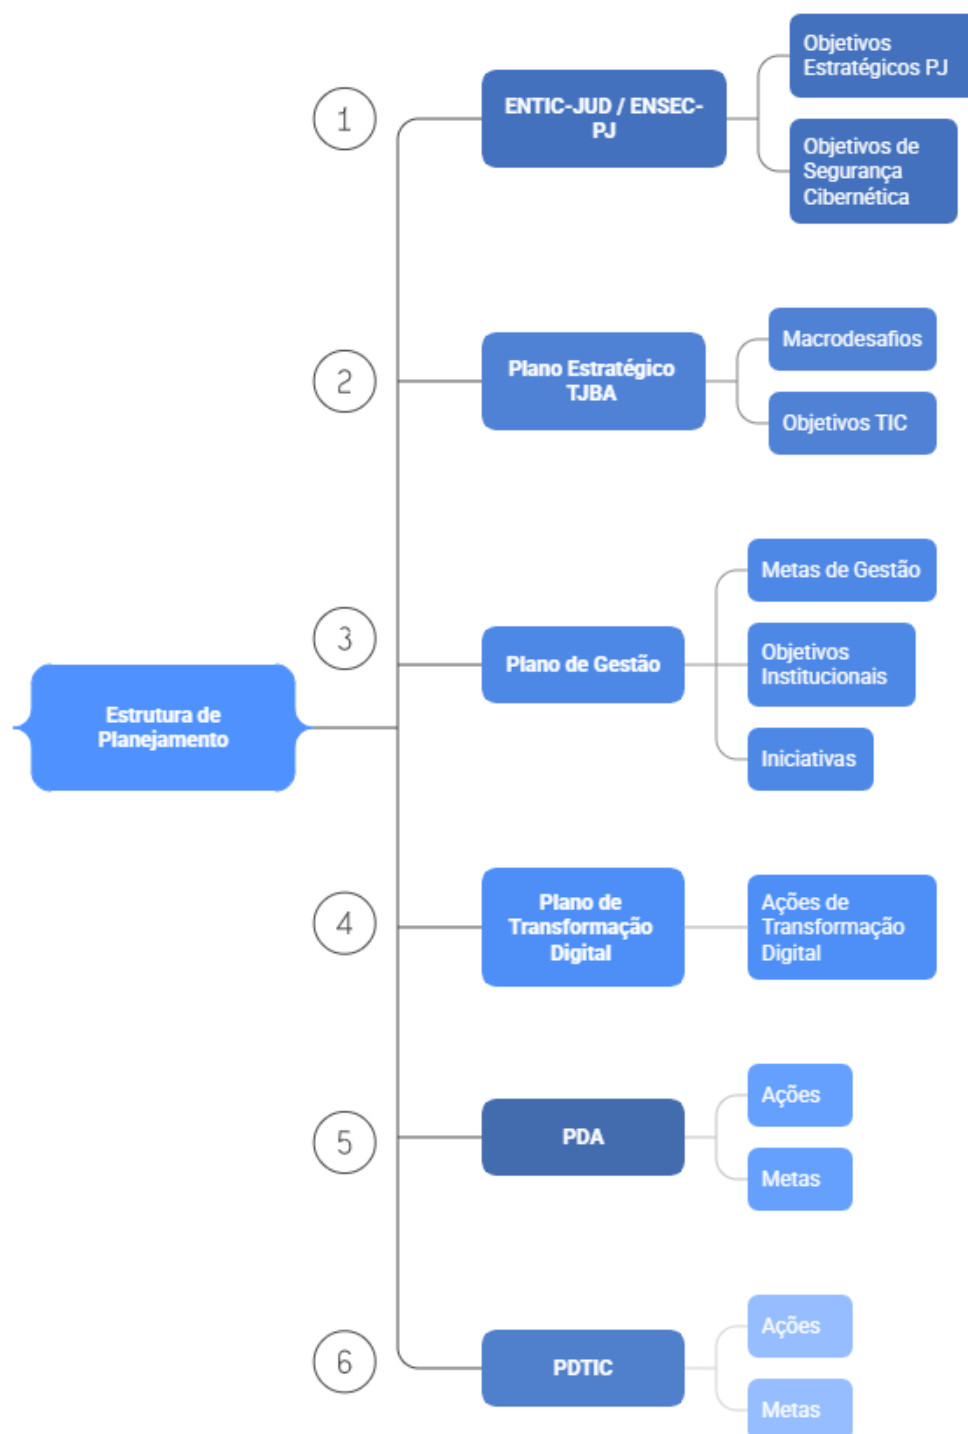 Estrutura de
Planejamento
1
ENTIC-JUD / ENSEC-
PJ
Objetivos
Estratégicos PJ
Objetivos de
Segurança
Cibernética
2
Plano Estratégico
TJBA
Macrodesafios
Objetivos TIC
3
Plano de Gestão
Metas de Gestão
Objetivos
Institucionais
Iniciativas
4
Plano de
Transformação
Digital
Ações de
Transformação
Digital
5
PDA
Ações
Metas
6
PDTIC
Ações
Metas